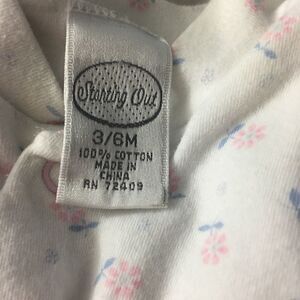 Starting Out
3/6M
100% COTTON
MADE IN
CHINA
RN 72409